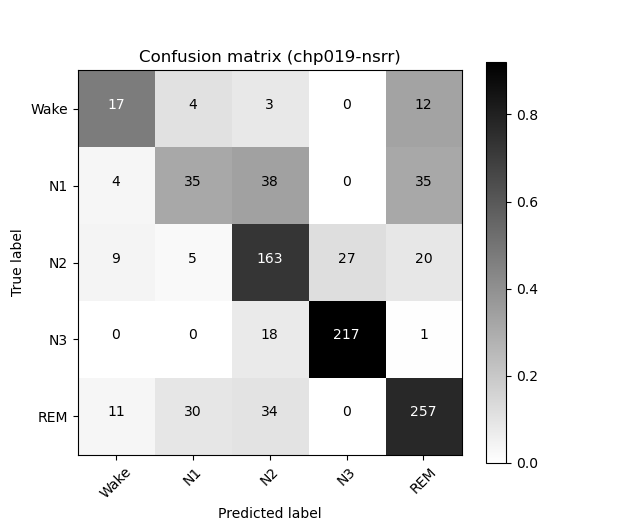 Confusion matrix (chp019-nsrr)
Wake 17 4 3 0 12
N1 4 35 38 0 35
N2 9 5 163 27 20
N3 0 0 18 217 1
REM 11 30 34 0 257
Wake N1 N2 N3 REM
Predicted label
True label
0.8
0.6
0.4
0.2
0.0